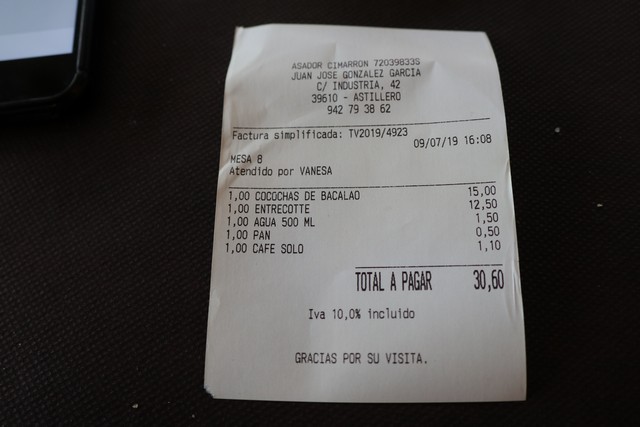 ASADOR CIMARRON 72039833S
JUAN JOSE GONZALEZ GARCIA
C/ INDUSTRIA, 42
39610 - ASTILLERO
942 79 38 62
Factura simplificada: TV2019/4923
09/07/19 16:08
MESA 8
Atendido por VANESA
1,00 COCOCHAS DE BACALAO 15,00
1,00 ENTRECOTTE 12,50
1,00 AGUA 500 ML 1,50
1,00 PAN 0,50
1,00 CAFE SOLO 1,10
TOTAL A PAGAR 30,60
Iva 10,0% incluido
GRACIAS POR SU VISITA.